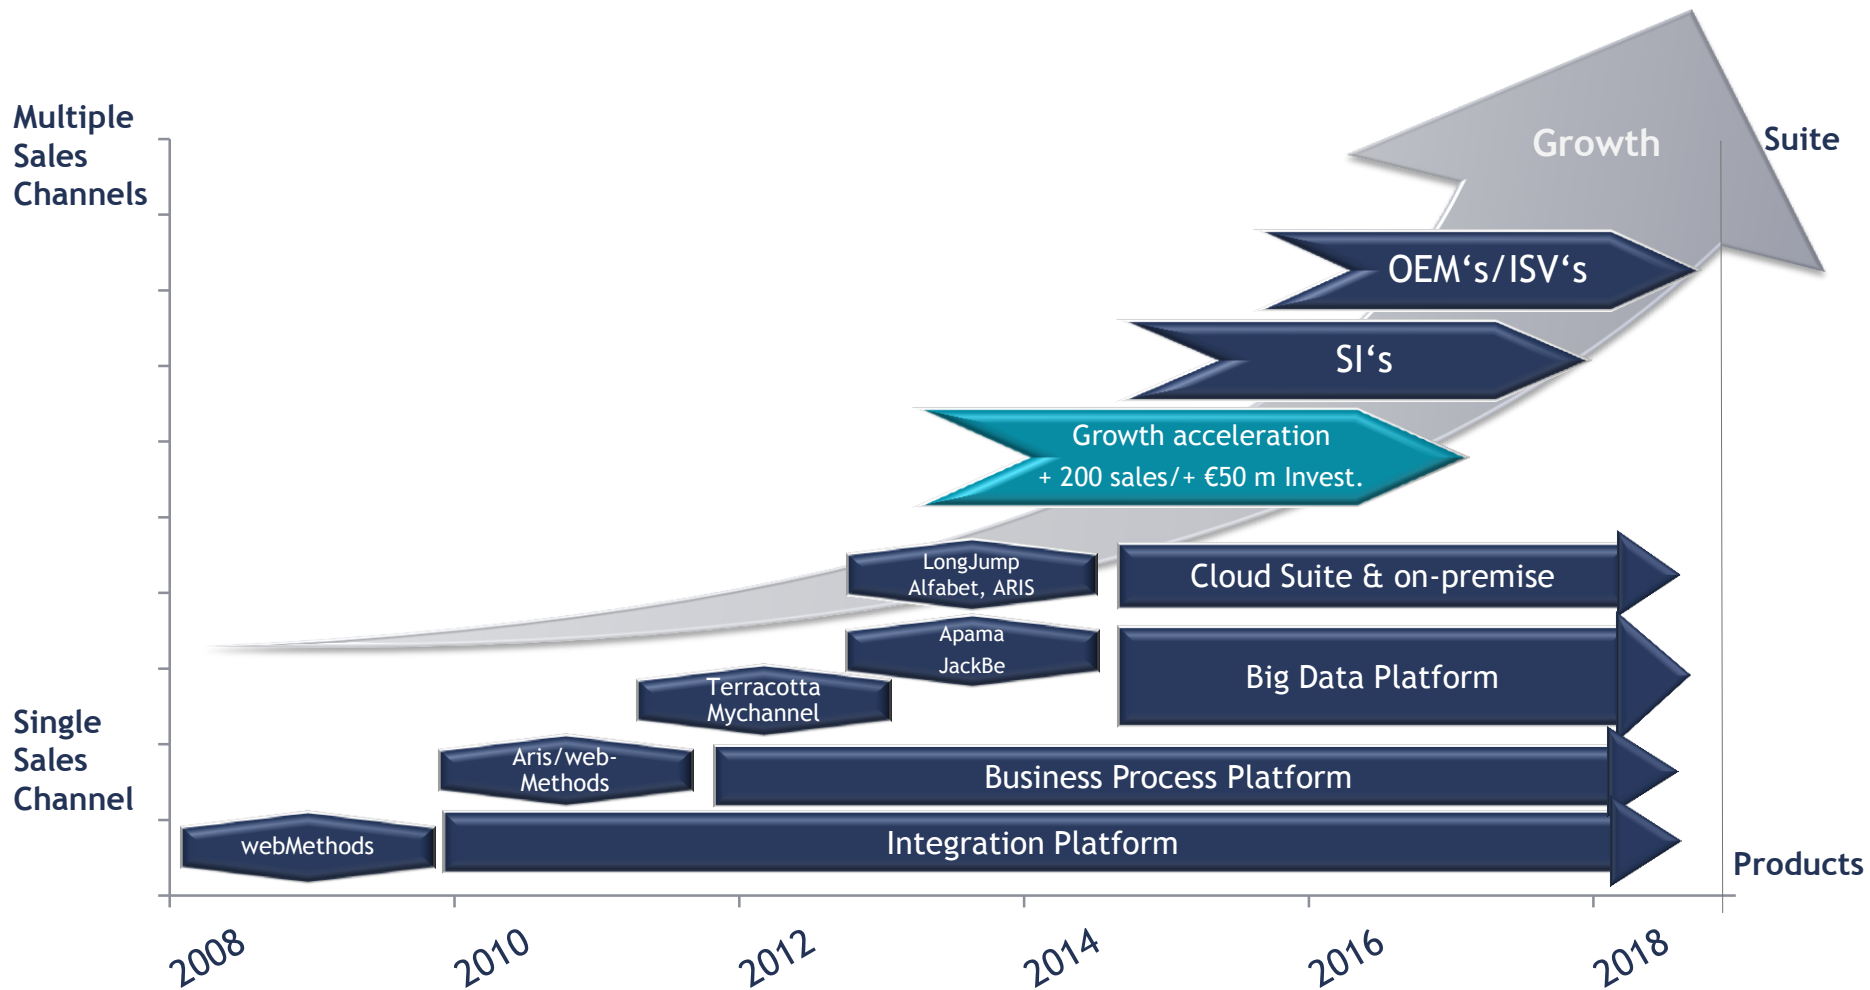 Multiple
Sales
Channels
Growth
Suite
OEM‘s/ISV‘s
SI‘s
Growth acceleration
+ 200 sales/+ €50 m Invest.
LongJump
Alfabet, ARIS
Cloud Suite & on-premise
Apama
JackBe
Big Data Platform
Terracotta
Mychannel
Single
Sales
Channel
Aris/web-
Methods
Business Process Platform
webMethods
Integration Platform
Products
2008
2010
2012
2014
2016
2018